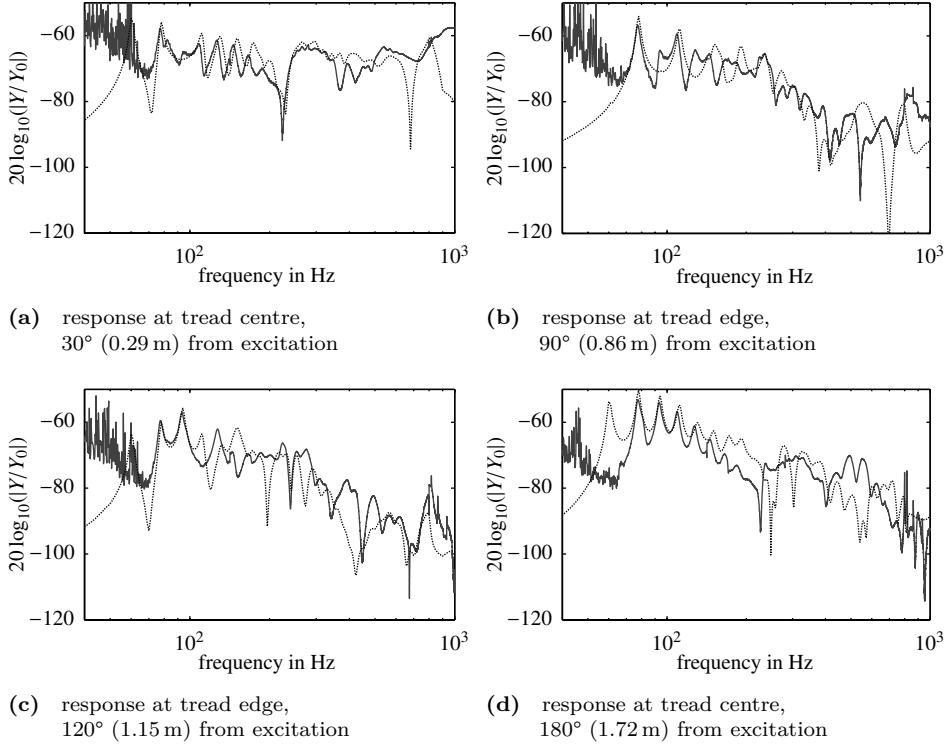 −60
−80
−100
−120
20 log₁₀(|Y/Y₀|)
10² 10³
frequency in Hz
(a) response at tread centre,
30° (0.29 m) from excitation
−60
−80
−100
−120
20 log₁₀(|Y/Y₀|)
10² 10³
frequency in Hz
(b) response at tread edge,
90° (0.86 m) from excitation
−60
−80
−100
−120
20 log₁₀(|Y/Y₀|)
10² 10³
frequency in Hz
(c) response at tread edge,
120° (1.15 m) from excitation
−60
−80
−100
−120
20 log₁₀(|Y/Y₀|)
10² 10³
frequency in Hz
(d) response at tread centre,
180° (1.72 m) from excitation